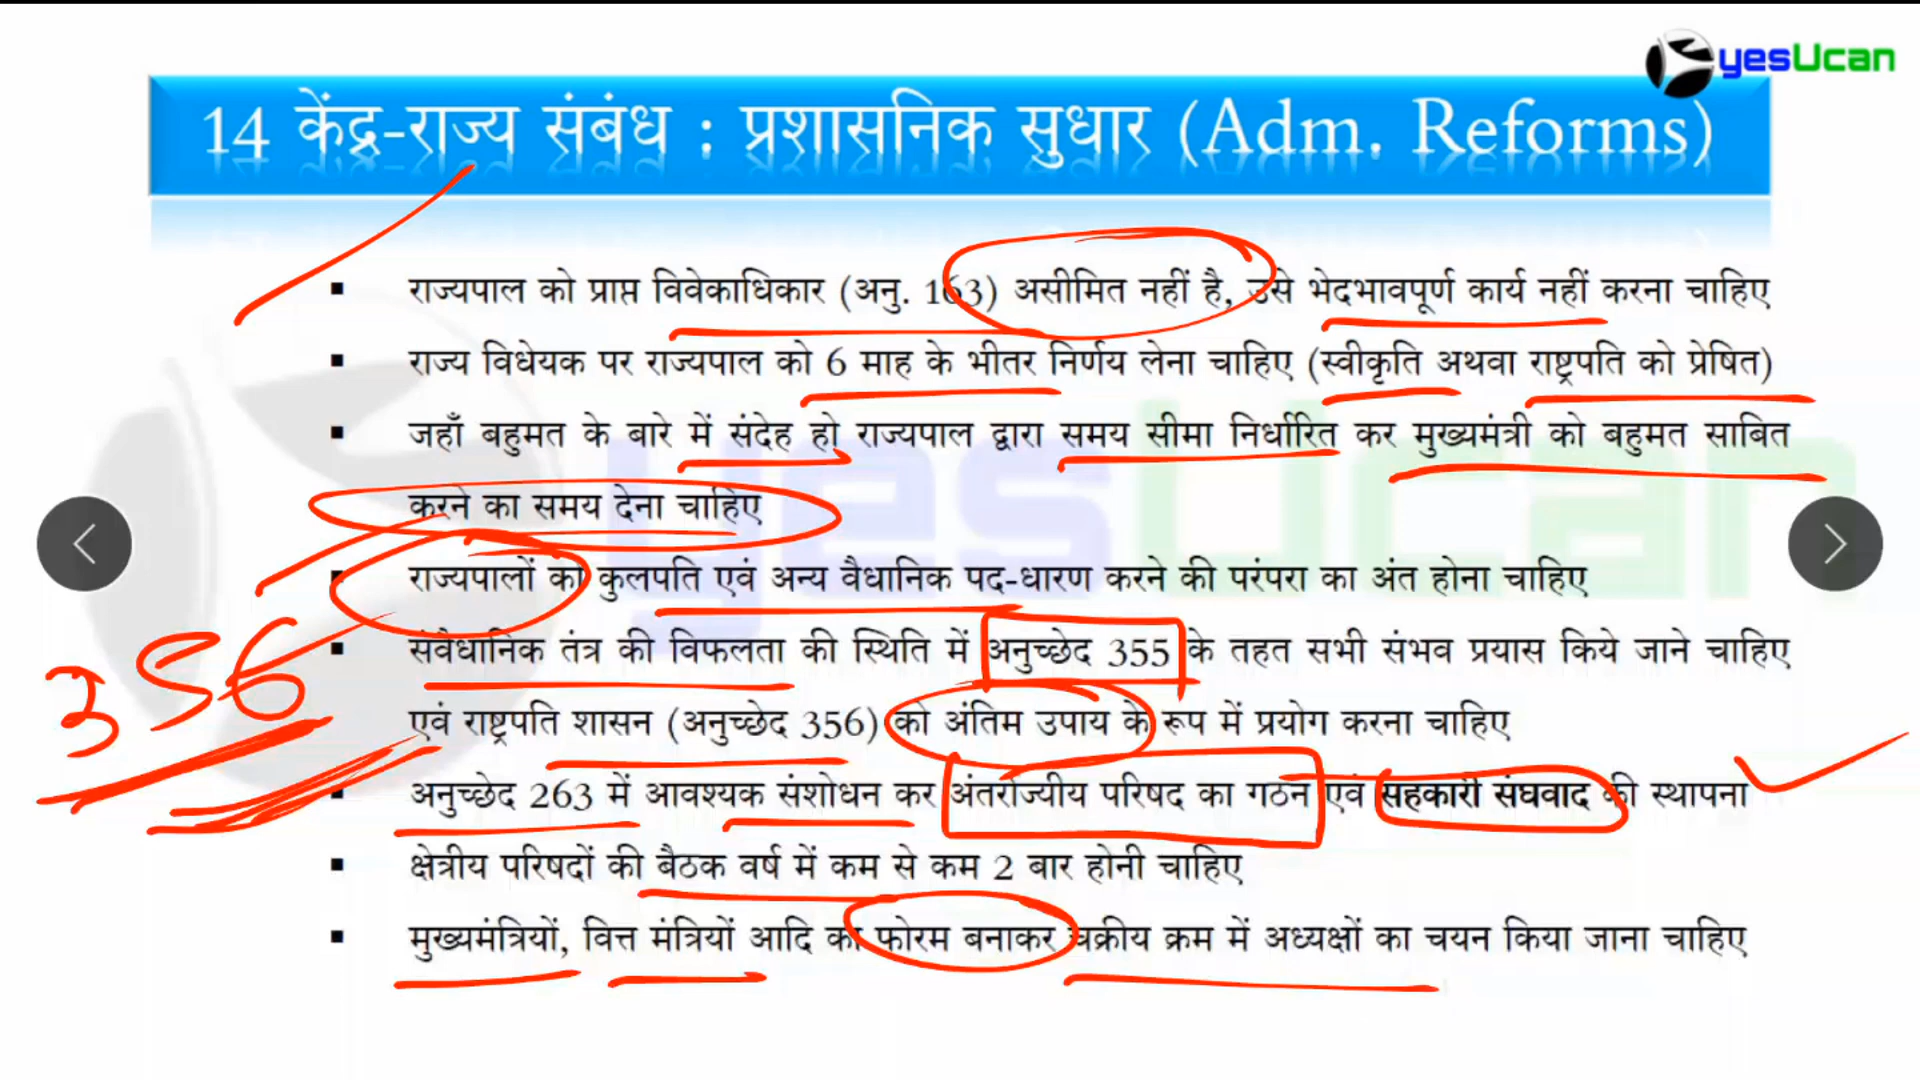 yesUcan
14 केंद्र-राज्य संबंध : प्रशासनिक सुधार (Adm. Reforms)
▪ राज्यपाल को प्राप्त विवेकाधिकार (अनु. 163) असीमित नहीं है, उसे भेदभावपूर्ण कार्य नहीं करना चाहिए
▪ राज्य विधेयक पर राज्यपाल को 6 माह के भीतर निर्णय लेना चाहिए (स्वीकृति अथवा राष्ट्रपति को प्रेषित)
▪ जहाँ बहुमत के बारे में संदेह हो राज्यपाल द्वारा समय सीमा निर्धारित कर मुख्यमंत्री को बहुमत साबित
करने का समय देना चाहिए
▪ राज्यपालों का कुलपति एवं अन्य वैधानिक पद-धारण करने की परंपरा का अंत होना चाहिए
▪ संवैधानिक तंत्र की विफलता की स्थिति में अनुच्छेद 355 के तहत सभी संभव प्रयास किये जाने चाहिए
एवं राष्ट्रपति शासन (अनुच्छेद 356) को अंतिम उपाय के रूप में प्रयोग करना चाहिए
356
▪ अनुच्छेद 263 में आवश्यक संशोधन कर अंतर्राज्यीय परिषद का गठन एवं सहकारी संघवाद की स्थापना
▪ क्षेत्रीय परिषदों की बैठक वर्ष में कम से कम 2 बार होनी चाहिए
▪ मुख्यमंत्रियों, वित्त मंत्रियों आदि का फोरम बनाकर चक्रीय क्रम में अध्यक्षों का चयन किया जाना चाहिए
yesUcan